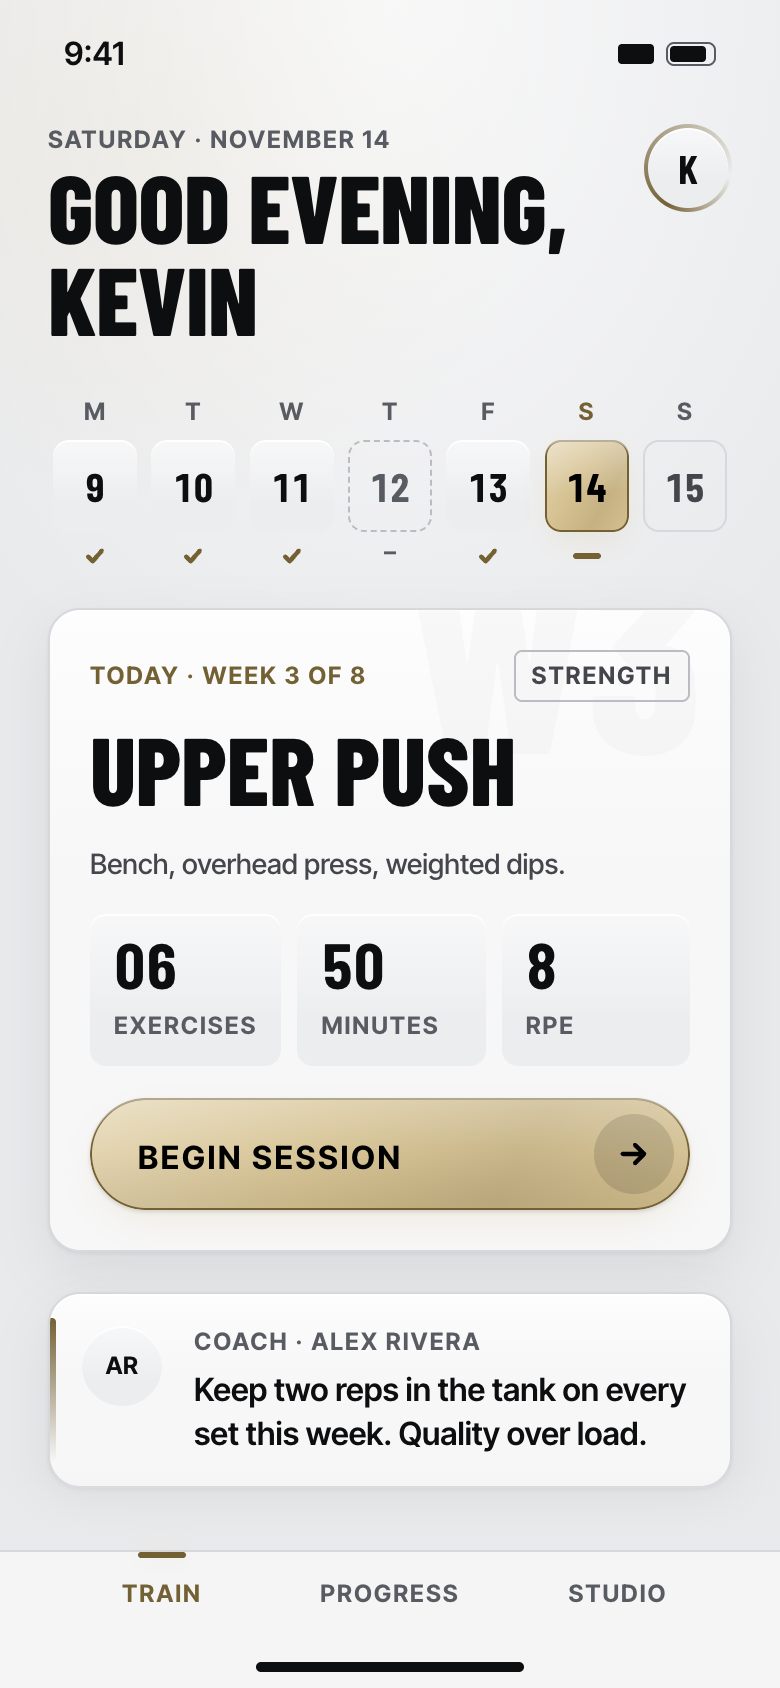 9:41
SATURDAY · NOVEMBER 14
K
GOOD EVENING,
KEVIN
M T W T F S S
9 10 11 12 13 14 15
W3
TODAY · WEEK 3 OF 8
STRENGTH
UPPER PUSH
Bench, overhead press, weighted dips.
06 50 8
EXERCISES MINUTES RPE
BEGIN SESSION
AR
COACH · ALEX RIVERA
Keep two reps in the tank on every
set this week. Quality over load.
TRAIN PROGRESS STUDIO